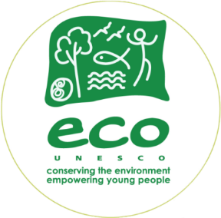 eco
UNESCO
conserving the environment
empowering young people